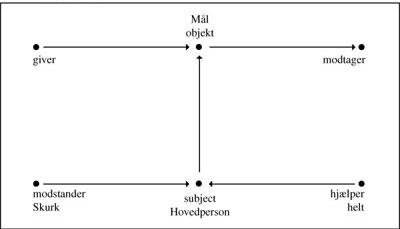 Mål
objekt
giver
modtager
modstander
Skurk
subject
Hovedperson
hjælper
helt